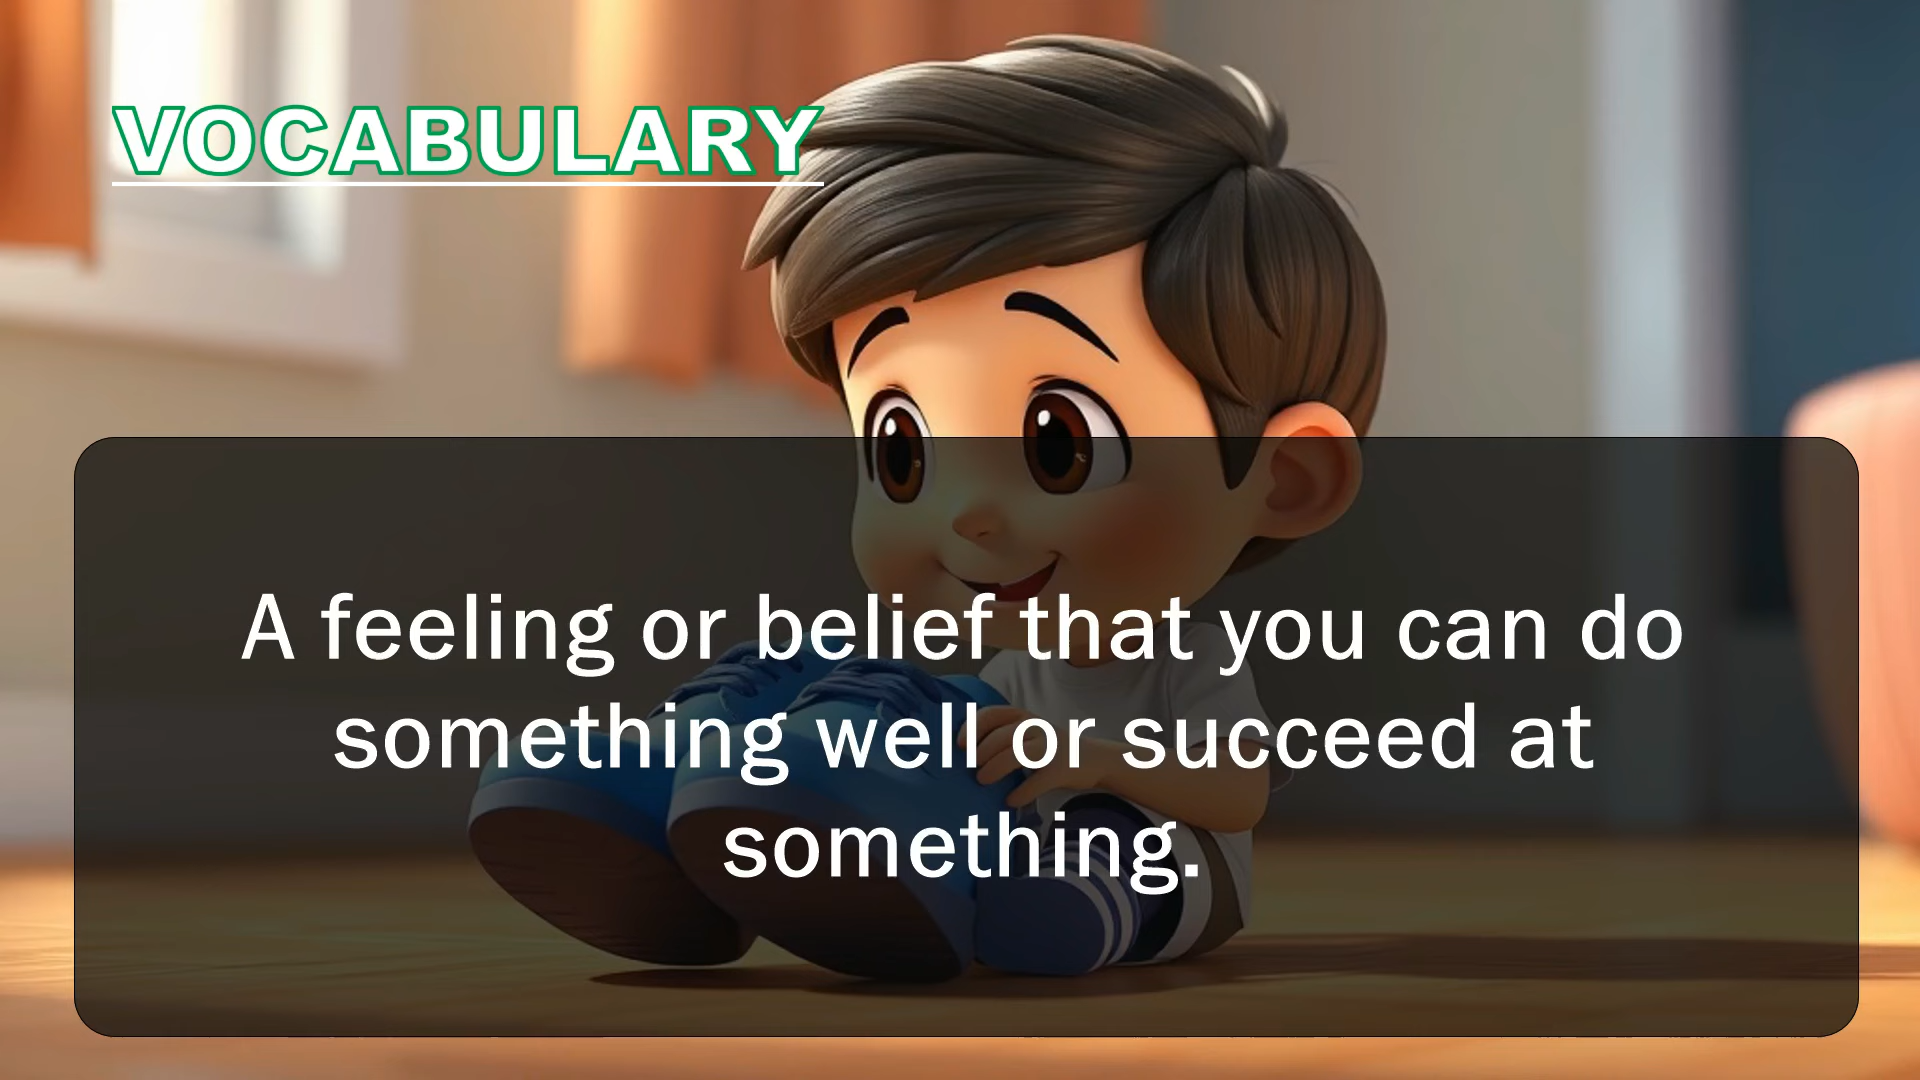 VOCABULARY
A feeling or belief that you can do
something well or succeed at
something.